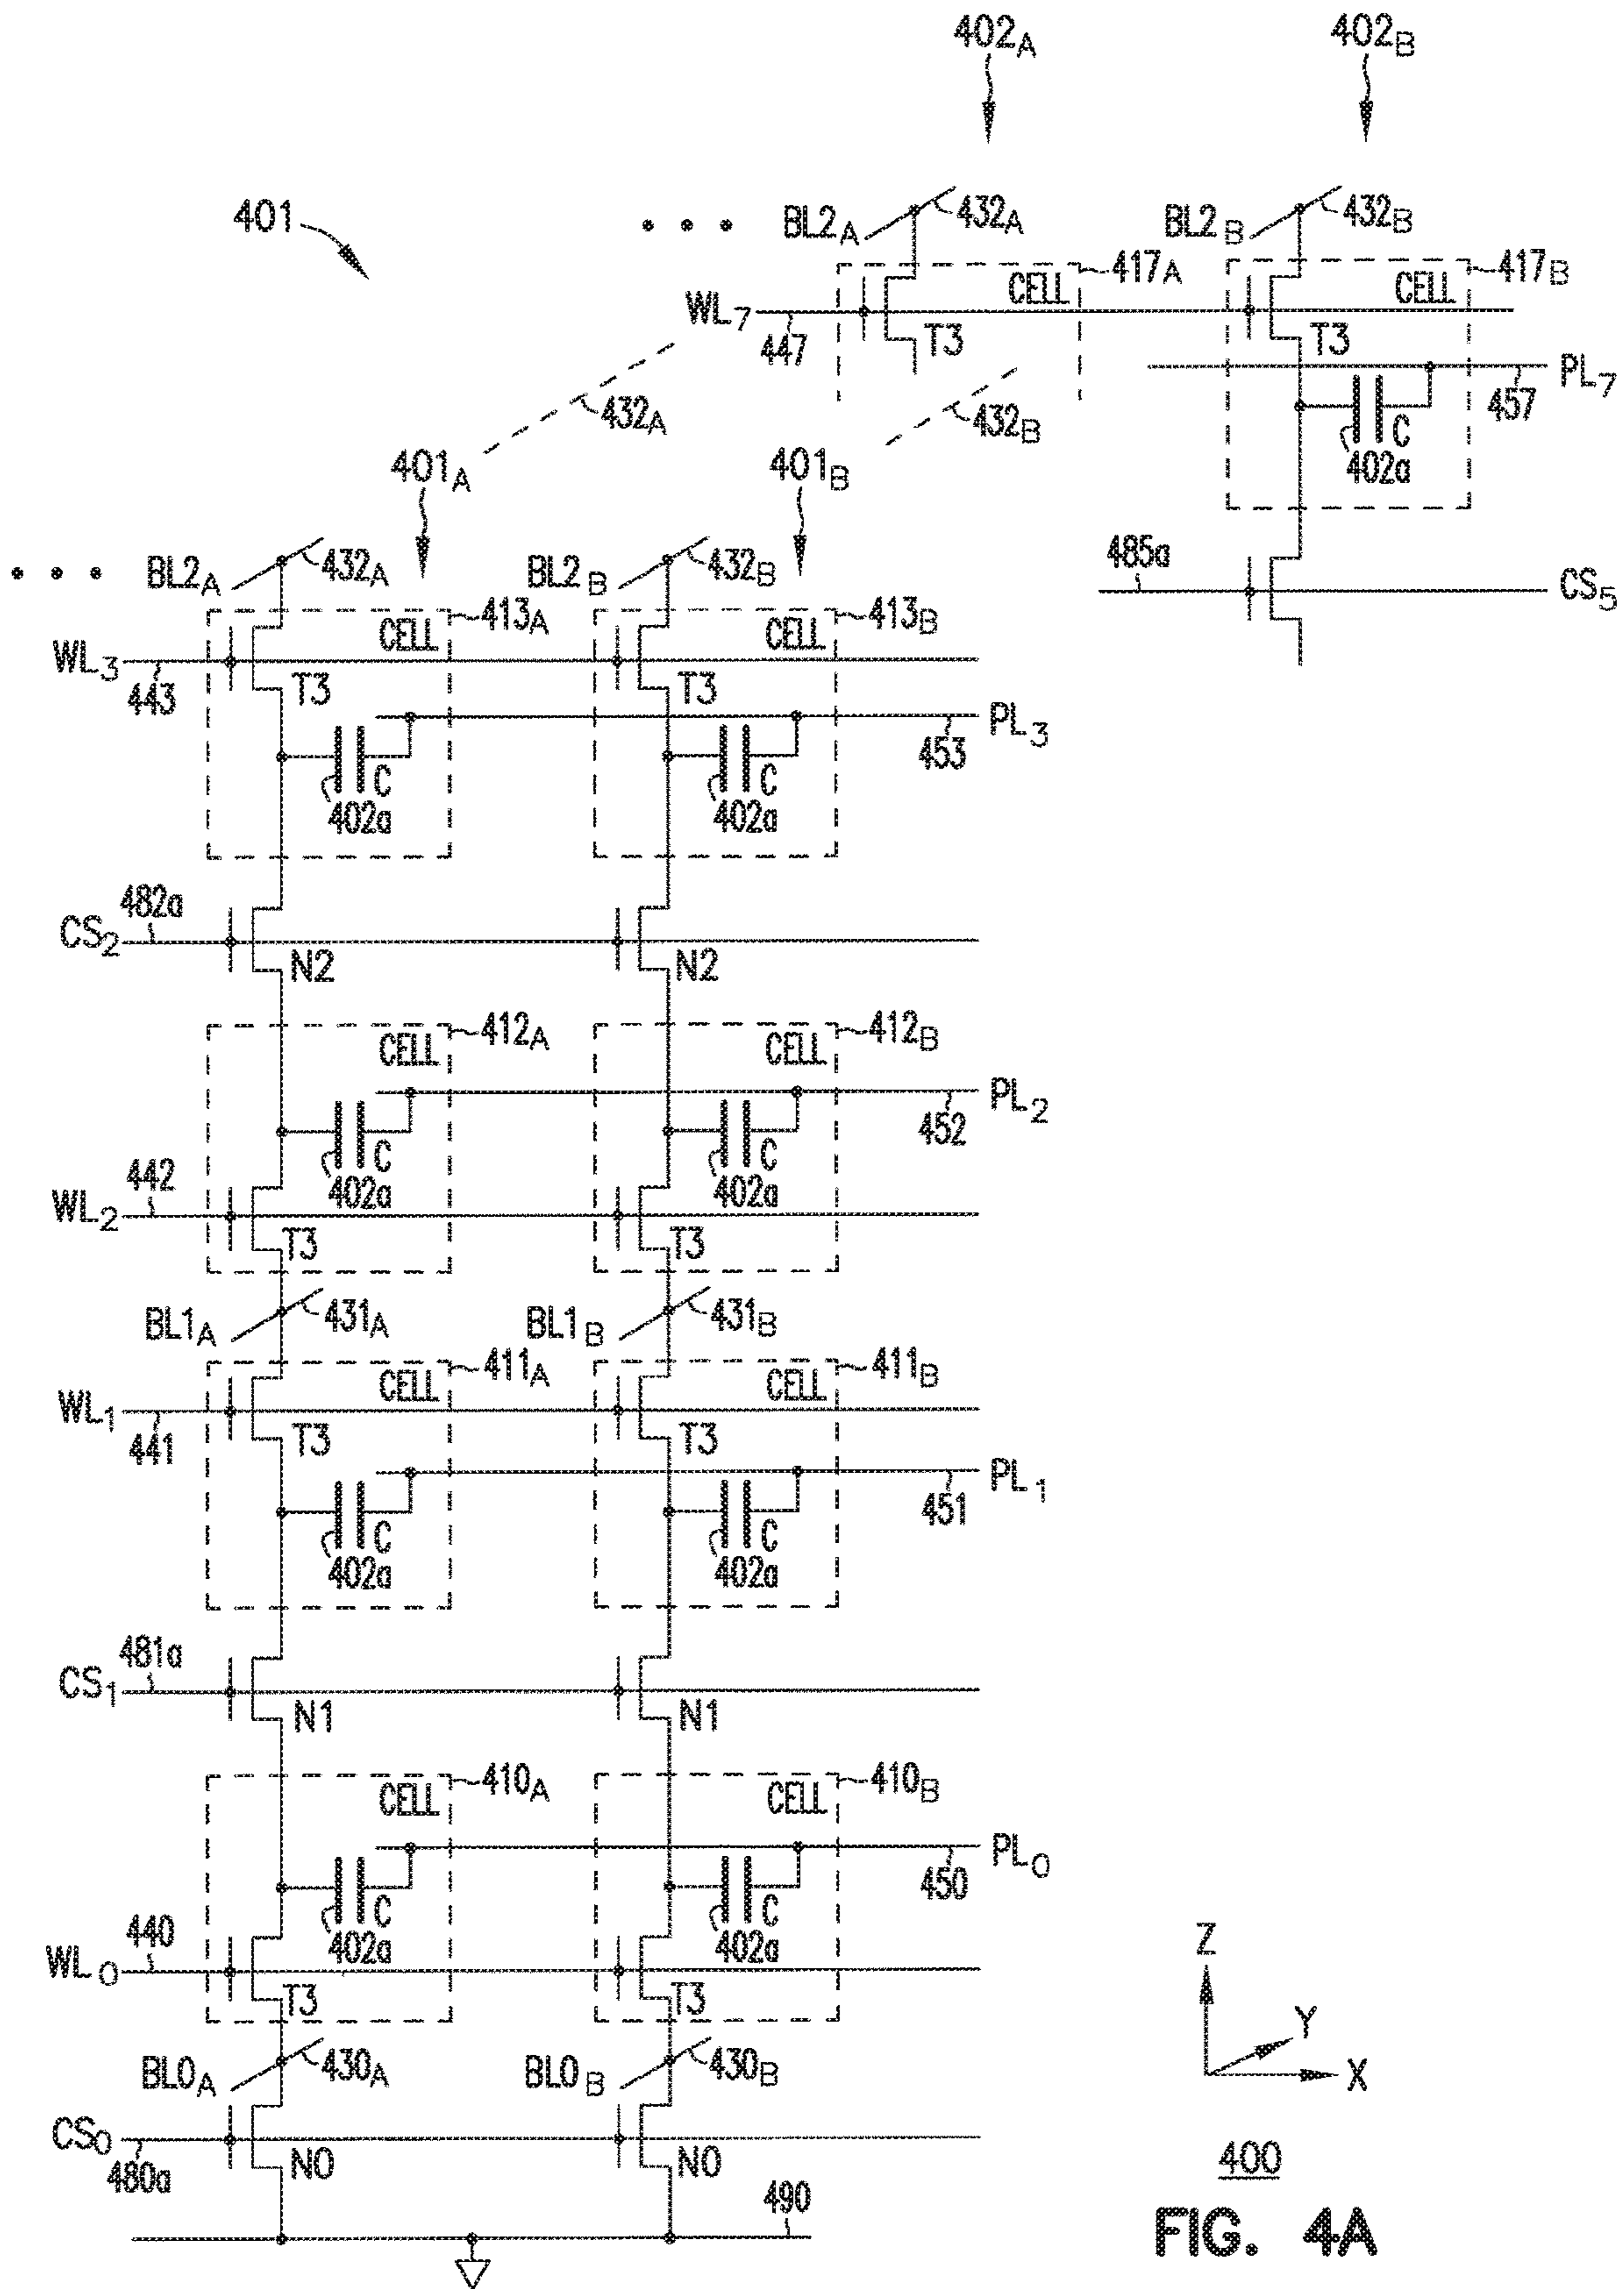 402A 402B
401 • • • BL2A 432A BL2B 432B
417A 417B
CELL CELL
WL7 447 T3 T3
PL7 457
432A 432B
C 402a
401A 401B
485a CS5
• • • BL2A 432A BL2B 432B
413A 413B
CELL CELL
WL3 443 T3 T3
PL3 453
C 402a C 402a
CS2 482a N2 N2
412A 412B
CELL CELL
PL2 452
C 402a C 402a
WL2 442 T3 T3
BL1A 431A BL1B 431B
411A 411B
CELL CELL
WL1 441 T3 T3
PL1 451
C 402a C 402a
CS1 481a N1 N1
410A 410B
CELL CELL
PL0 450
C 402a C 402a
WL0 440 T3 T3
BL0A 430A BL0B 430B
CS0 480a N0 N0
490
Z Y X
400
FIG. 4A